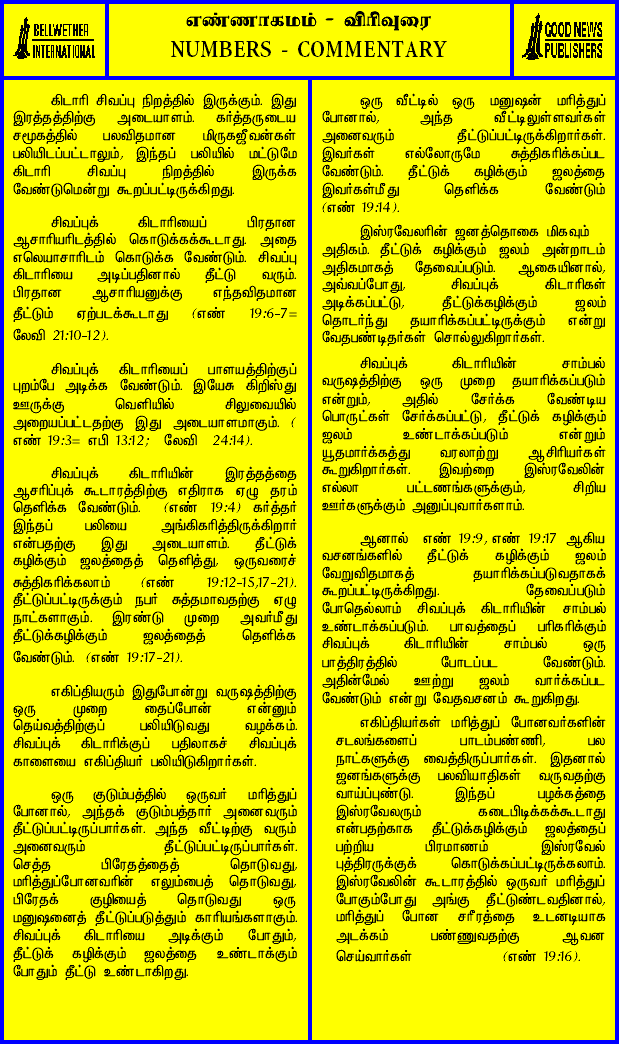 BELLWETHER
INTERNATIONAL
எண்ணாகமம் - விரிவுரை
NUMBERS - COMMENTARY
GOOD NEWS
PUBLISHERS
கிடாரி சிவப்பு நிறத்தில் இருக்கும். இது
இரத்தத்திற்கு அடையாளம். கர்த்தருடைய
சமூகத்தில் பலவிதமான மிருகஜீவன்கள்
பலியிடப்பட்டாலும், இந்தப் பலியில் மட்டுமே
கிடாரி சிவப்பு நிறத்தில் இருக்க
வேண்டுமென்று கூறப்பட்டிருக்கிறது.
சிவப்புக் கிடாரியைப் பிரதான
ஆசாரியரிடத்தில் கொடுக்கக்கூடாது. அதை
எலெயாசாரிடம் கொடுக்க வேண்டும். சிவப்பு
கிடாரியை அடிப்பதினால் தீட்டு வரும்.
பிரதான ஆசாரியனுக்கு எந்தவிதமான
தீட்டும் ஏற்படக்கூடாது (எண் 19:6-7=
லேவி 21:10-12).
சிவப்புக் கிடாரியைப் பாளயத்திற்குப்
புறம்பே அடிக்க வேண்டும். இயேசு கிறிஸ்து
ஊருக்கு வெளியில் சிலுவையில்
அறையப்பட்டதற்கு இது அடையாளமாகும். (
எண் 19:3= எபி 13:12; லேவி 24:14).
சிவப்புக் கிடாரியின் இரத்தத்தை
ஆசரிப்புக் கூடாரத்திற்கு எதிராக ஏழு தரம்
தெளிக்க வேண்டும். (எண் 19:4) கர்த்தர்
இந்தப் பலியை அங்கிகரித்திருக்கிறார்
என்பதற்கு இது அடையாளம். தீட்டுக்
கழிக்கும் ஜலத்தைத் தெளித்து, ஒருவரைச்
சுத்திகரிக்கலாம் (எண் 19:12-15,17-21).
தீட்டுப்பட்டிருக்கும் நபர் சுத்தமாவதற்கு ஏழு
நாட்களாகும். இரண்டு முறை அவர்மீது
தீட்டுக்கழிக்கும் ஜலத்தைத் தெளிக்க
வேண்டும். (எண் 19:17-21).
எகிப்தியரும் இதுபோன்று வருஷத்திற்கு
ஒரு முறை தைப்போன் என்னும்
தெய்வத்திற்குப் பலியிடுவது வழக்கம்.
சிவப்புக் கிடாரிக்குப் பதிலாகச் சிவப்புக்
காளையை எகிப்தியர் பலியிடுகிறார்கள்.
ஒரு குடும்பத்தில் ஒருவர் மரித்துப்
போனால், அந்தக் குடும்பத்தார் அனைவரும்
தீட்டுப்பட்டிருப்பார்கள். அந்த வீட்டிற்கு வரும்
அனைவரும் தீட்டுப்பட்டிருப்பார்கள்.
செத்த பிரேதத்தைத் தொடுவது,
மரித்துப்போனவரின் எலும்பைத் தொடுவது,
பிரேதக் குழியைத் தொடுவது ஒரு
மனுஷனைத் தீட்டுப்படுத்தும் காரியங்களாகும்.
சிவப்புக் கிடாரியை அடிக்கும் போதும்,
தீட்டுக் கழிக்கும் ஜலத்தை உண்டாக்கும்
போதும் தீட்டு உண்டாகிறது.
ஒரு வீட்டில் ஒரு மனுஷன் மரித்துப்
போனால், அந்த வீட்டிலுள்ளவர்கள்
அனைவரும் தீட்டுப்பட்டிருக்கிறார்கள்.
இவர்கள் எல்லோருமே சுத்திகரிக்கப்பட
வேண்டும். தீட்டுக் கழிக்கும் ஜலத்தை
இவர்கள்மீது தெளிக்க வேண்டும்
(எண் 19:14).
இஸ்ரவேலரின் ஜனத்தொகை மிகவும்
அதிகம். தீட்டுக் கழிக்கும் ஜலம் அன்றாடம்
அதிகமாகத் தேவைப்படும். ஆகையினால்,
அவ்வப்போது, சிவப்புக் கிடாரிகள்
அடிக்கப்பட்டு, தீட்டுக்கழிக்கும் ஜலம்
தொடர்ந்து தயாரிக்கப்பட்டிருக்கும் என்று
வேதபண்டிதர்கள் சொல்லுகிறார்கள்.
சிவப்புக் கிடாரியின் சாம்பல்
வருஷத்திற்கு ஒரு முறை தயாரிக்கப்படும்
என்றும், அதில் சேர்க்க வேண்டிய
பொருட்கள் சேர்க்கப்பட்டு, தீட்டுக் கழிக்கும்
ஜலம் உண்டாக்கப்படும் என்றும்
யூதமார்க்கத்து வரலாற்று ஆசிரியர்கள்
கூறுகிறார்கள். இவற்றை இஸ்ரவேலின்
எல்லா பட்டணங்களுக்கும், சிறிய
ஊர்களுக்கும் அனுப்புவார்களாம்.
ஆனால் எண் 19:9, எண் 19:17 ஆகிய
வசனங்களில் தீட்டுக் கழிக்கும் ஜலம்
வேறுவிதமாகத் தயாரிக்கப்படுவதாகக்
கூறப்பட்டிருக்கிறது. தேவைப்படும்
போதெல்லாம் சிவப்புக் கிடாரியின் சாம்பல்
உண்டாக்கப்படும். பாவத்தைப் பரிகரிக்கும்
சிவப்புக் கிடாரியின் சாம்பல் ஒரு
பாத்திரத்தில் போடப்பட வேண்டும்.
அதின்மேல் ஊற்று ஜலம் வார்க்கப்பட
வேண்டும் என்று வேதவசனம் கூறுகிறது.
எகிப்தியர்கள் மரித்துப் போனவர்களின்
சடலங்களைப் பாடம்பண்ணி, பல
நாட்களுக்கு வைத்திருப்பார்கள். இதனால்
ஜனங்களுக்கு பலவியாதிகள் வருவதற்கு
வாய்ப்புண்டு. இந்தப் பழக்கத்தை
இஸ்ரவேலரும் கடைபிடிக்கக்கூடாது
என்பதற்காக தீட்டுக்கழிக்கும் ஜலத்தைப்
பற்றிய பிரமாணம் இஸ்ரவேல்
புத்திரருக்குக் கொடுக்கப்பட்டிருக்கலாம்.
இஸ்ரவேலின் கூடாரத்தில் ஒருவர் மரித்துப்
போகும்போது அங்கு தீட்டுண்டவதினால்,
மரித்துப் போன சரீரத்தை உடனடியாக
அடக்கம் பண்ணுவதற்கு ஆவன
செய்வார்கள் (எண் 19:16).